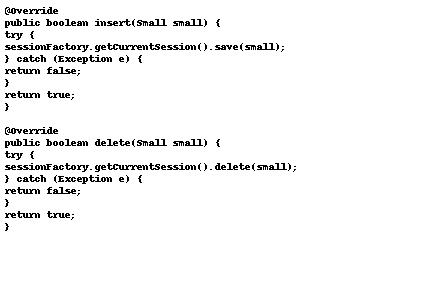 @Override
public boolean insert(Small small) {
try {
sessionFactory.getCurrentSession().save(small);
} catch (Exception e) {
return false;
}
return true;
}

@Override
public boolean delete(Small small) {
try {
sessionFactory.getCurrentSession().delete(small);
} catch (Exception e) {
return false;
}
return true;
}